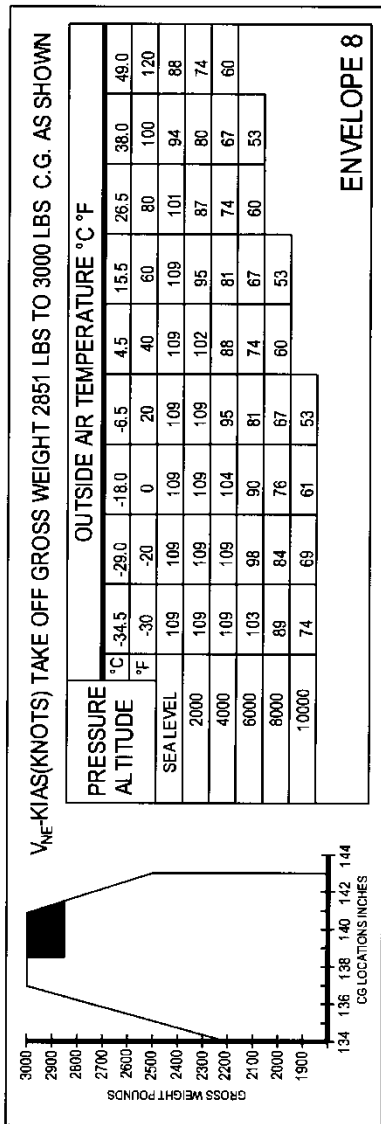 V_NE-KIAS(KNOTS) TAKE OFF GROSS WEIGHT 2851 LBS TO 3000 LBS C.G. AS SHOWN
PRESSURE ALTITUDE OUTSIDE AIR TEMPERATURE °C °F
°C -34.5 -29.0 -18.0 -6.5 4.5 15.5 26.5 38.0 49.0
°F -30 -20 0 20 40 60 80 100 120
SEA LEVEL 109 109 109 109 109 109 101 94 88
2000 109 109 109 109 102 95 87 80 74
4000 109 109 104 95 88 81 74 67 60
6000 103 98 90 81 74 67 60 53
8000 89 84 76 67 60 53
10000 74 69 61 53
ENVELOPE 8
GROSS WEIGHT POUNDS
3000
2900
2800
2700
2600
2500
2400
2300
2200
2100
2000
1900
134 136 138 140 142 144
CG LOCATIONS INCHES